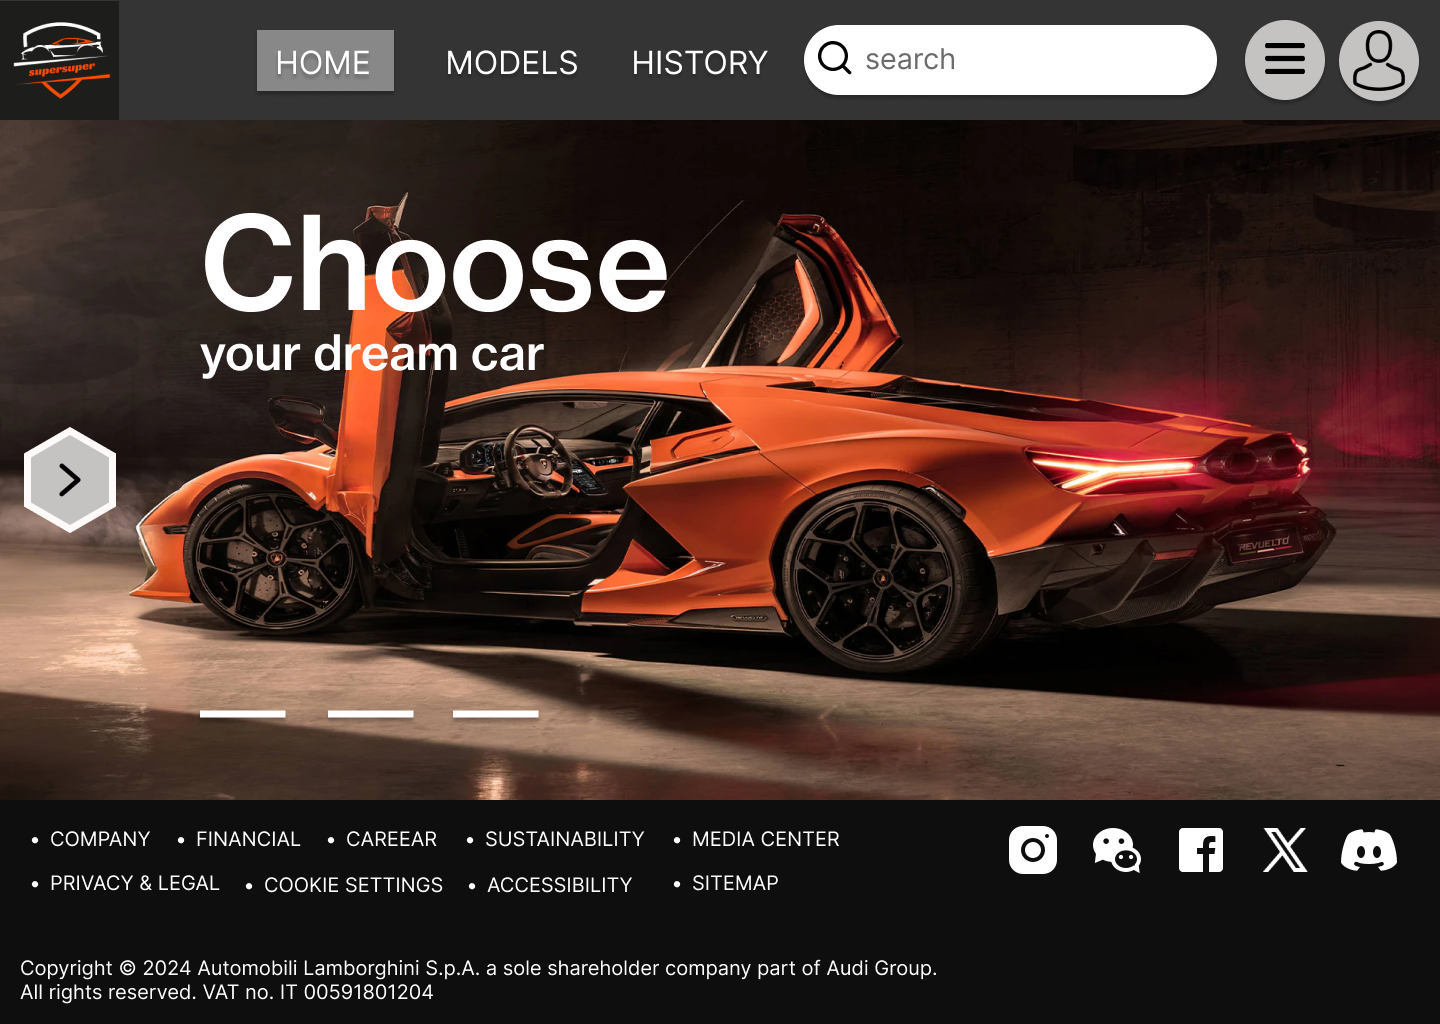 supersuper
HOME
MODELS
HISTORY
search
Choose
your dream car
REVUELTO
• COMPANY
• FINANCIAL
• CAREEAR
• SUSTAINABILITY
• MEDIA CENTER
• PRIVACY & LEGAL
• COOKIE SETTINGS
• ACCESSIBILITY
• SITEMAP
Copyright © 2024 Automobili Lamborghini S.p.A. a sole shareholder company part of Audi Group.
All rights reserved. VAT no. IT 00591801204